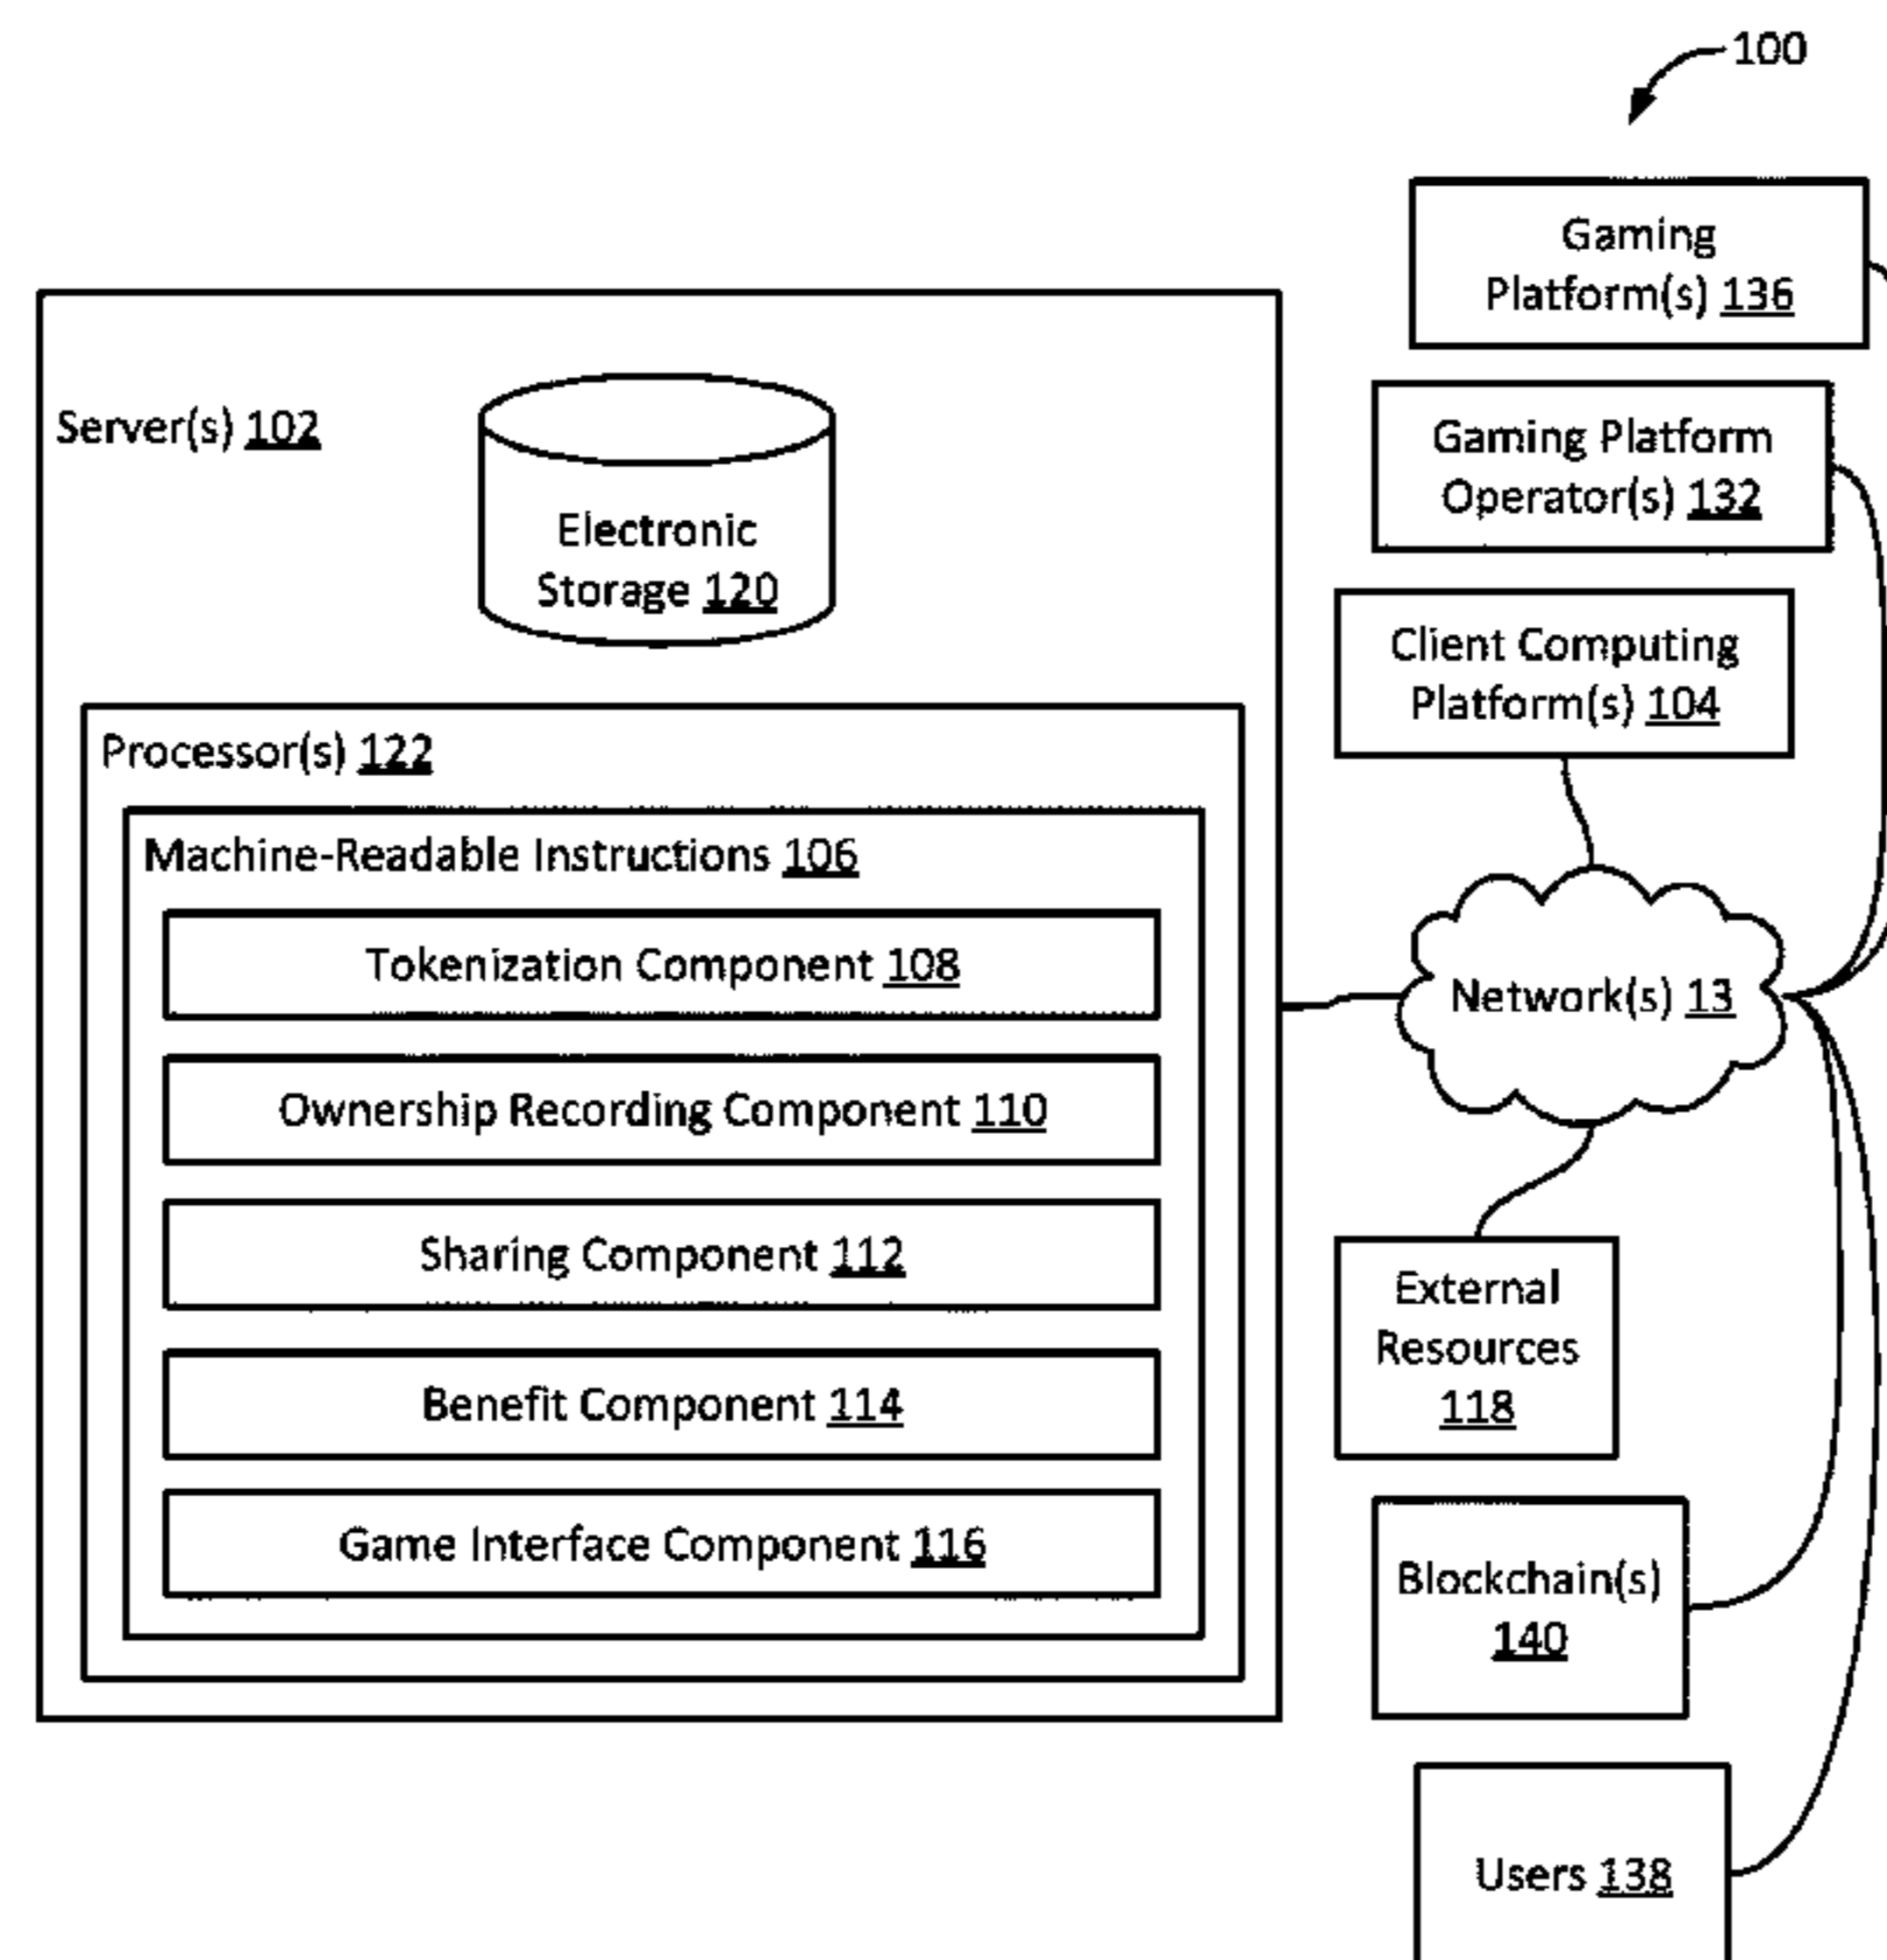 100
Gaming
Platform(s) 136
Gaming Platform
Operator(s) 132
Client Computing
Platform(s) 104
Server(s) 102
Electronic
Storage 120
Processor(s) 122
Machine-Readable Instructions 106
Tokenization Component 108
Ownership Recording Component 110
Sharing Component 112
Benefit Component 114
Game Interface Component 116
Network(s) 13
External
Resources
118
Blockchain(s)
140
Users 138